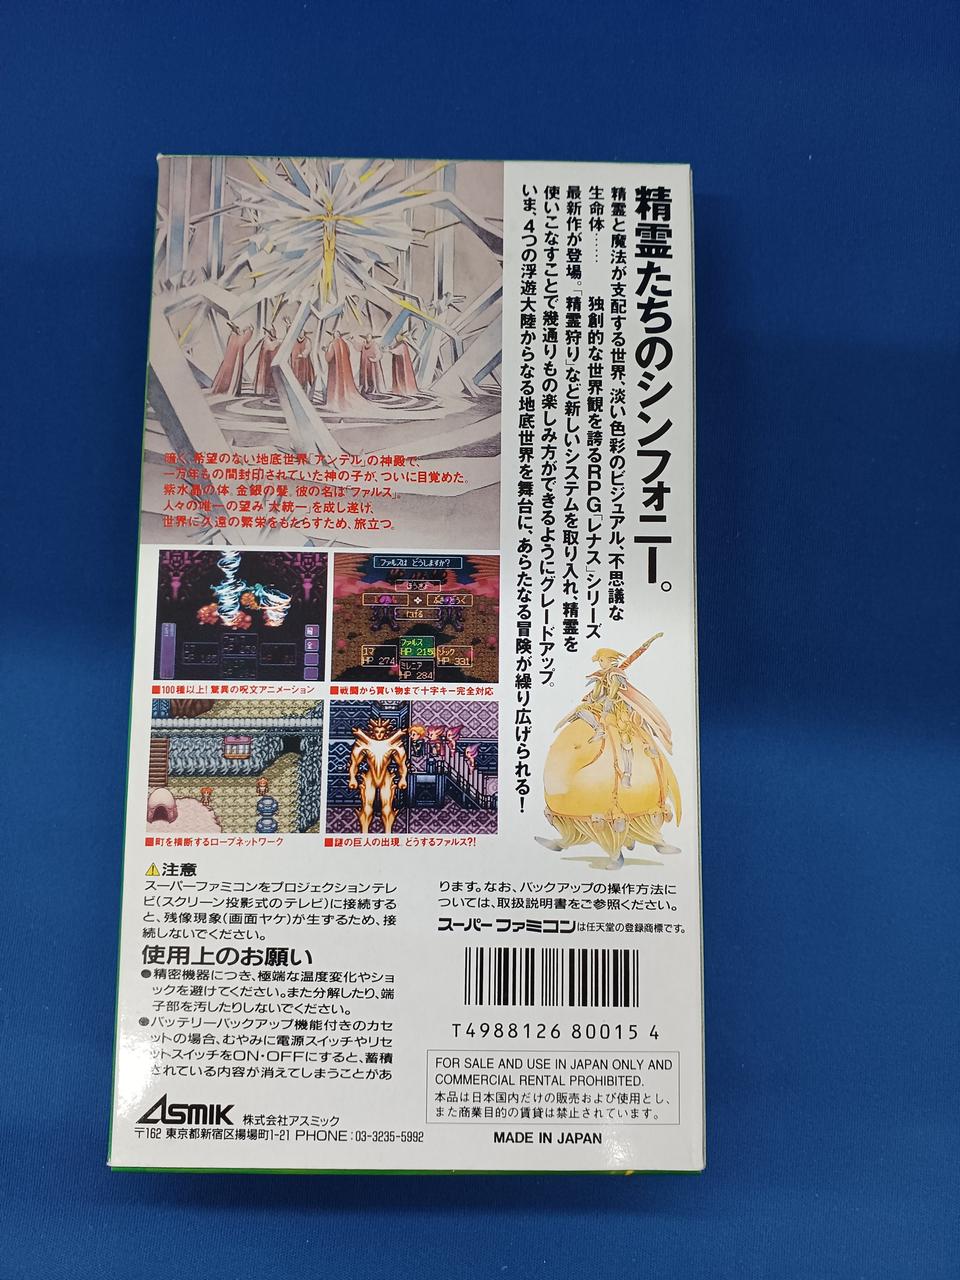 精霊たちのシンフォニー。
精霊と魔法が支配する世界、淡い色彩のビジュアル、不思議な
生命体…… 独創的な世界観を誇るRPG「レナス」シリーズ
最新作が登場。「精霊狩り」など新しいシステムを取り入れ、精霊を
使いこなすことで幾通りもの楽しみ方ができるようにグレードアップ。
いま、4つの浮遊大陸からなる地底世界を舞台に、あらたなる冒険が繰り広げられる！
暗く、希望のない地底世界「アンテル」の神殿で、
一万年もの間封印されていた神の子が、ついに目覚めた。
紫水晶の体。金銀の髪。彼の名は「ファルス」。
人々の唯一の望み「大統一」を成し遂げ、
世界に久遠の繁栄をもたらすため、旅立つ。
ファルスは どうしますか?
ファルス
HP 215
HP 274
HP 331
ミレニア
HP 284
■100種以上!驚異の呪文アニメーション
■戦闘から買い物まで十字キー完全対応
■町を横断するロープネットワーク
■謎の巨人の出現。どうするファルス?!
注意
スーパーファミコンをプロジェクションテレ
ビ(スクリーン投影式のテレビ)に接続する
と、残像現象(画面ヤケ)が生ずるため、接
続しないでください。
使用上のお願い
●精密機器につき、極端な温度変化やショ
ックを避けてください。また分解したり、端
子部を汚したりしないでください。
●バッテリーバックアップ機能付きのカセ
ットの場合、むやみに電源スイッチやリセ
ットスイッチをON・OFFにすると、蓄積
されている内容が消えてしまうことがあ
ります。なお、バックアップの操作方法に
ついては、取扱説明書をご参照ください。
スーパーファミコンは任天堂の登録商標です。
T4988126 80015 4
FOR SALE AND USE IN JAPAN ONLY AND
COMMERCIAL RENTAL PROHIBITED.
本品は日本国内だけの販売および使用とし、
また商業目的の賃貸は禁止されています。
MADE IN JAPAN
ASMIK 株式会社アスミック
〒162 東京都新宿区揚場町1-21 PHONE:03-3235-5992